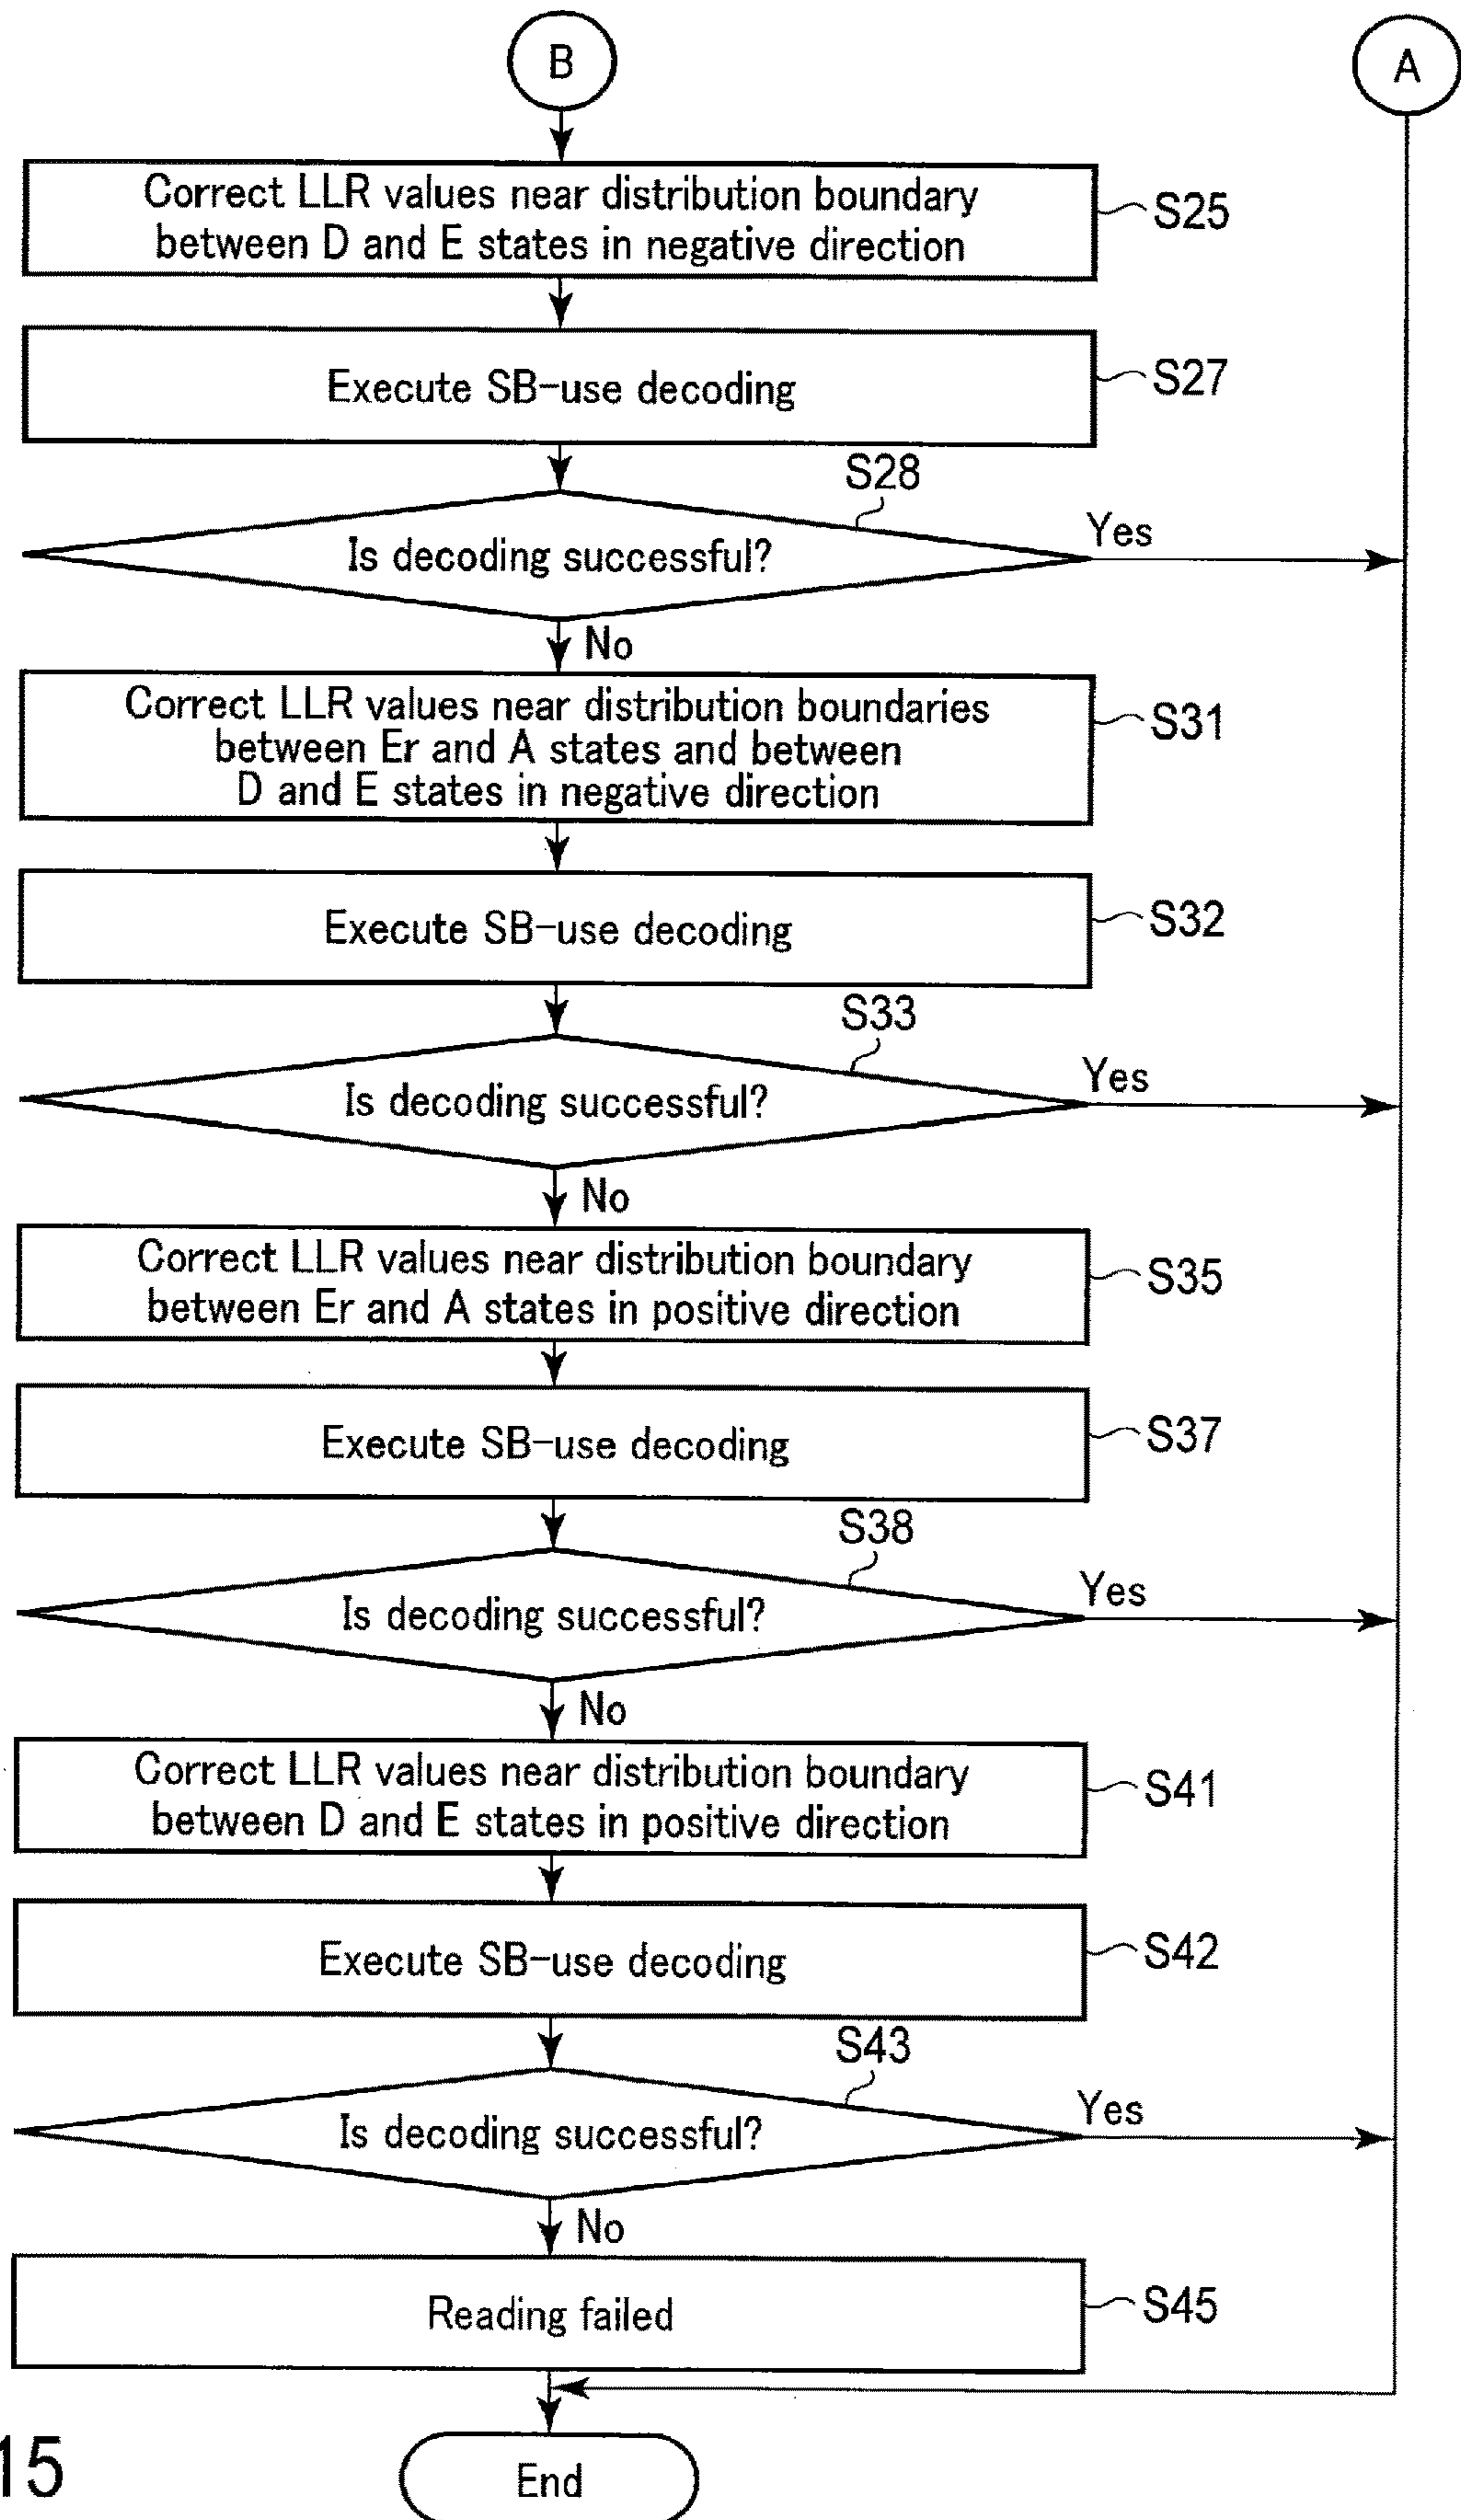 B
A
Correct LLR values near distribution boundary
between D and E states in negative direction
S25
Execute SB-use decoding
S27
S28
Is decoding successful?
Yes
No
Correct LLR values near distribution boundaries
between Er and A states and between
D and E states in negative direction
S31
Execute SB-use decoding
S32
S33
Is decoding successful?
Yes
No
Correct LLR values near distribution boundary
between Er and A states in positive direction
S35
Execute SB-use decoding
S37
S38
Is decoding successful?
Yes
No
Correct LLR values near distribution boundary
between D and E states in positive direction
S41
Execute SB-use decoding
S42
S43
Is decoding successful?
Yes
No
Reading failed
S45
End
15